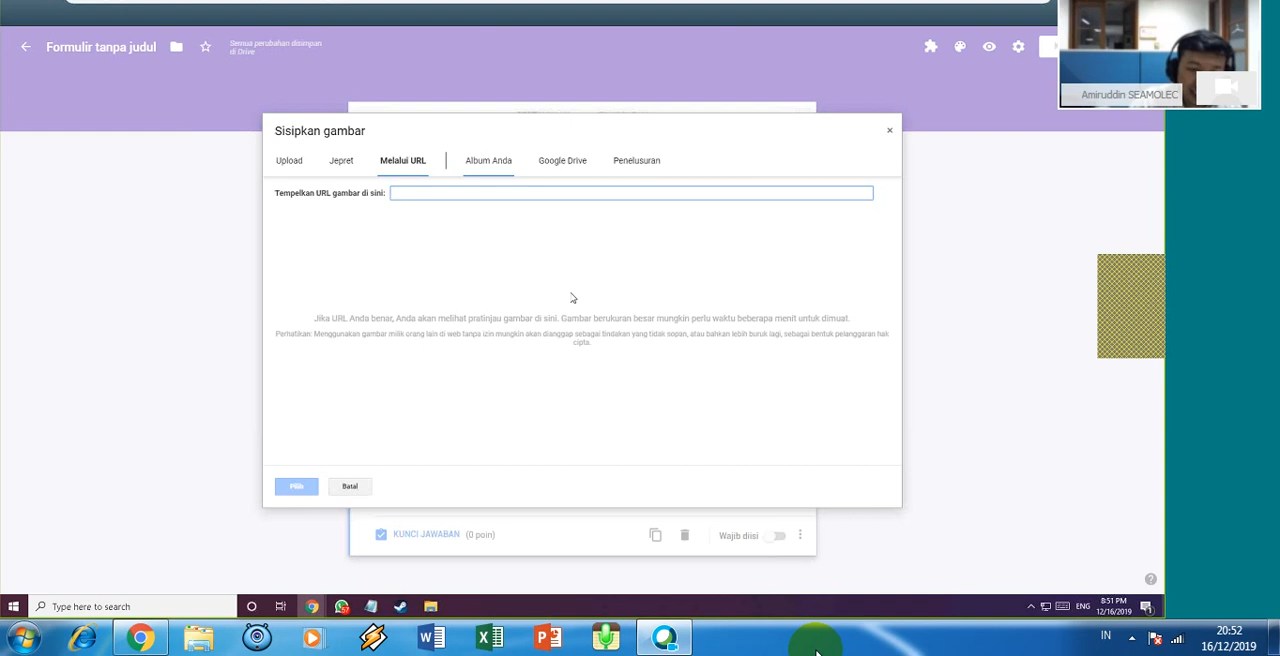 Formulir tanpa judul
Semua perubahan disimpan
di Drive
Amiruddin SEAMOLEC
Sisipkan gambar
×
Upload Jepret Melalui URL Album Anda Google Drive Penelusuran
Tempelkan URL gambar di sini:
Jika URL Anda benar, Anda akan melihat pratinjau gambar di sini. Gambar berukuran besar mungkin perlu waktu beberapa menit untuk dimuat.
Perhatikan: Menggunakan gambar milik orang lain di web tanpa izin mungkin akan dianggap sebagai tindakan yang tidak sopan, atau bahkan lebih buruk lagi, sebagai bentuk pelanggaran hak
cipta.
Pilih Batal
KUNCI JAWABAN (0 poin) Wajib diisi
Type here to search
ENG
8:51 PM
12/16/2019
IN
20:52
16/12/2019